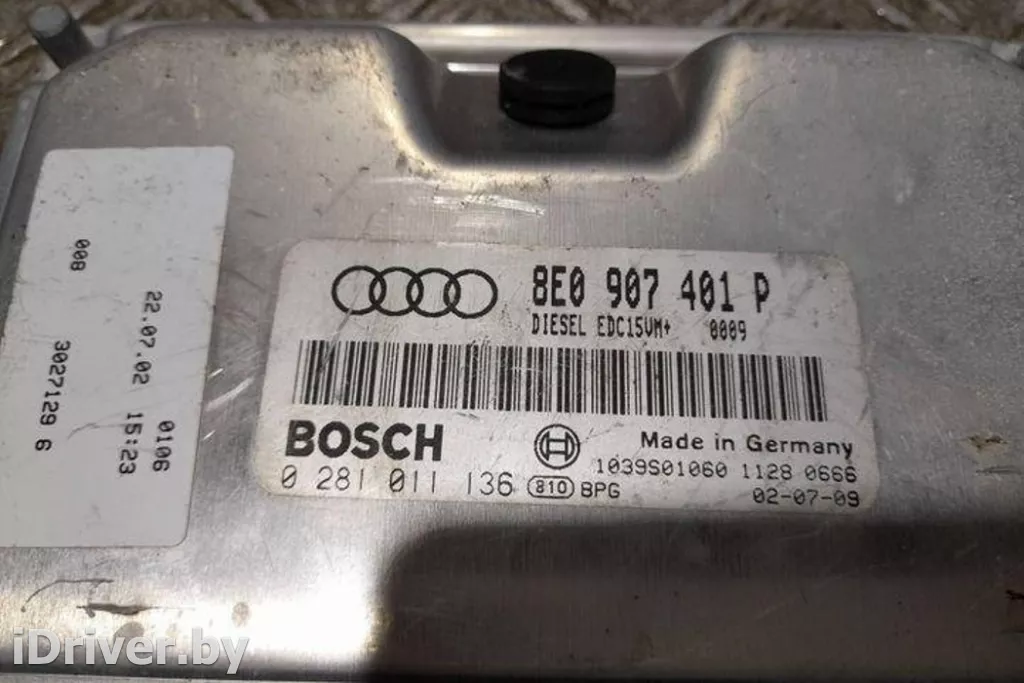 8E0 907 401 P
DIESEL EDC15VM+ 0009
BOSCH
Made in Germany
0 281 011 136 810 BPG
1039S01060 1128 0666
02-07-09
0106
22.07.02 15:23
008
3027129 6
iDriver.by